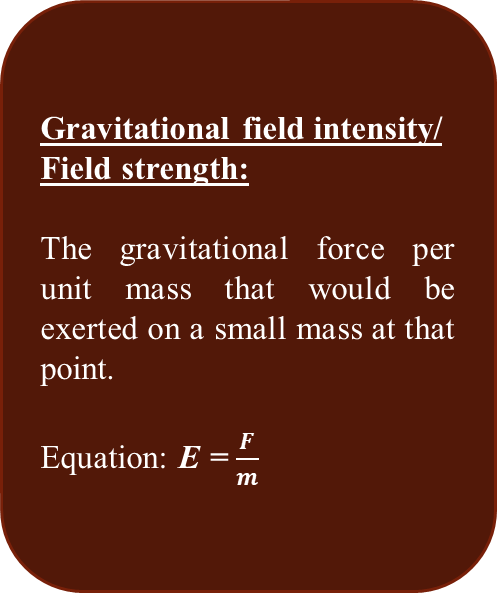 Gravitational field intensity/
Field strength:
The gravitational force per
unit mass that would be
exerted on a small mass at that
point.
Equation: E = F/m